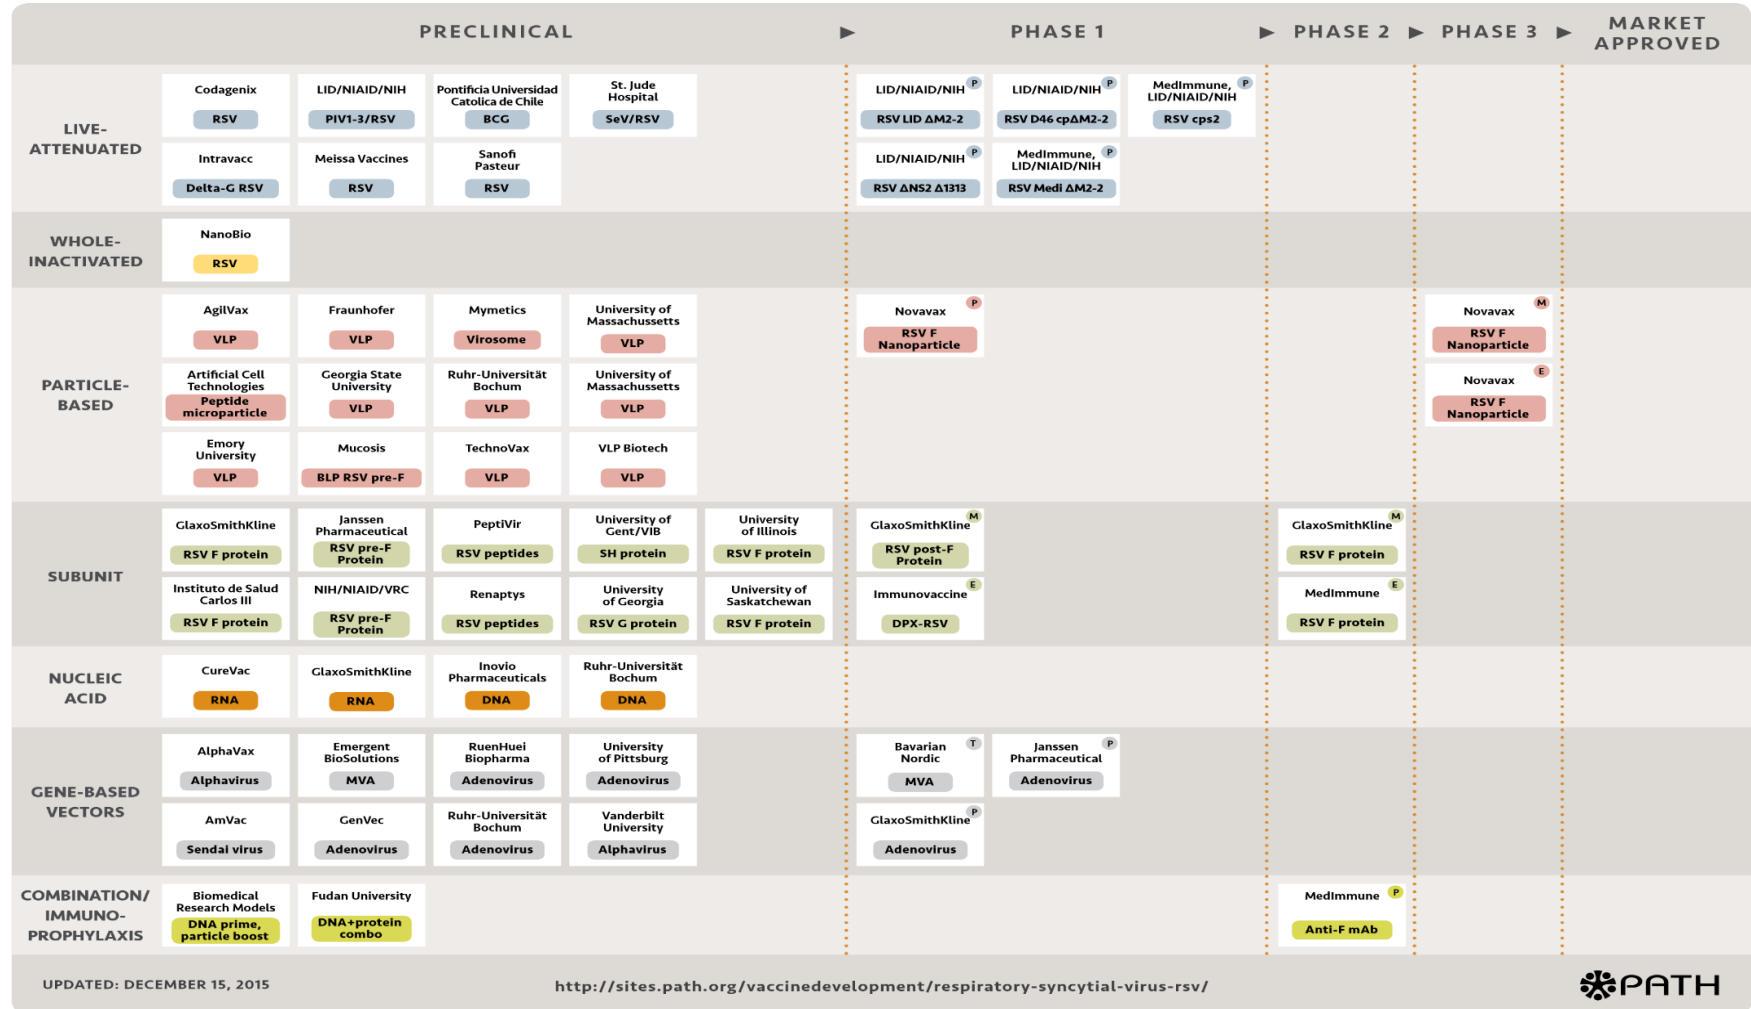 PRECLINICAL ► PHASE 1 ► PHASE 2 ► PHASE 3 ► MARKET
APPROVED
LIVE-
ATTENUATED
Codagenix
RSV
LID/NIAID/NIH
PIV1-3/RSV
Pontificia Universidad
Catolica de Chile
BCG
St. Jude
Hospital
SeV/RSV
Intravacc
Delta-G RSV
Meissa Vaccines
RSV
Sanofi
Pasteur
RSV
LID/NIAID/NIH P
RSV LID ΔM2-2
LID/NIAID/NIH P
RSV D46 cpΔM2-2
MedImmune, P
LID/NIAID/NIH
RSV cps2
LID/NIAID/NIH P
RSV ΔNS2 Δ1313
MedImmune, P
LID/NIAID/NIH
RSV Medi ΔM2-2
WHOLE-
INACTIVATED
NanoBio
RSV
PARTICLE-
BASED
AgilVax
VLP
Fraunhofer
VLP
Mymetics
Virosome
University of
Massachussetts
VLP
Artificial Cell
Technologies
Peptide
microparticle
Georgia State
University
VLP
Ruhr-Universität
Bochum
VLP
University of
Massachussetts
VLP
Emory
University
VLP
Mucosis
BLP RSV pre-F
TechnoVax
VLP
VLP Biotech
VLP
Novavax P
RSV F
Nanoparticle
Novavax M
RSV F
Nanoparticle
Novavax E
RSV F
Nanoparticle
SUBUNIT
GlaxoSmithKline
RSV F protein
Janssen
Pharmaceutical
RSV pre-F
Protein
PeptiVir
RSV peptides
University of
Gent/VIB
SH protein
University
of Illinois
RSV F protein
Instituto de Salud
Carlos III
RSV F protein
NIH/NIAID/VRC
RSV pre-F
Protein
Renaptys
RSV peptides
University
of Georgia
RSV G protein
University of
Saskatchewan
RSV F protein
GlaxoSmithKline M
RSV post-F
Protein
Immunovaccine E
DPX-RSV
GlaxoSmithKline M
RSV F protein
MedImmune E
RSV F protein
NUCLEIC
ACID
CureVac
RNA
GlaxoSmithKline
RNA
Inovio
Pharmaceuticals
DNA
Ruhr-Universität
Bochum
DNA
GENE-BASED
VECTORS
AlphaVax
Alphavirus
Emergent
BioSolutions
MVA
RuenHuei
Biopharma
Adenovirus
University
of Pittsburg
Adenovirus
AmVac
Sendai virus
GenVec
Adenovirus
Ruhr-Universität
Bochum
Adenovirus
Vanderbilt
University
Alphavirus
Bavarian T
Nordic
MVA
Janssen P
Pharmaceutical
Adenovirus
GlaxoSmithKline P
Adenovirus
COMBINATION/
IMMUNO-
PROPHYLAXIS
Biomedical
Research Models
DNA prime,
particle boost
Fudan University
DNA+protein
combo
MedImmune P
Anti-F mAb
UPDATED: DECEMBER 15, 2015
http://sites.path.org/vaccinedevelopment/respiratory-syncytial-virus-rsv/
PATH